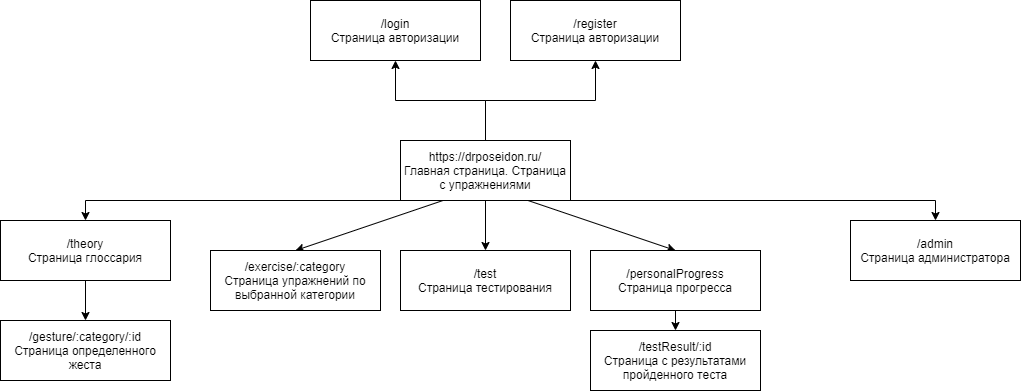 /login
Страница авторизации
/register
Страница авторизации
https://drposeidon.ru/
Главная страница. Страница
с упражнениями
/theory
Страница глоссария
/exercise/:category
Страница упражнений по
выбранной категории
/test
Страница тестирования
/personalProgress
Страница прогресса
/admin
Страница администратора
/gesture/:category/:id
Страница определенного
жеста
/testResult/:id
Страница с результатами
пройденного теста